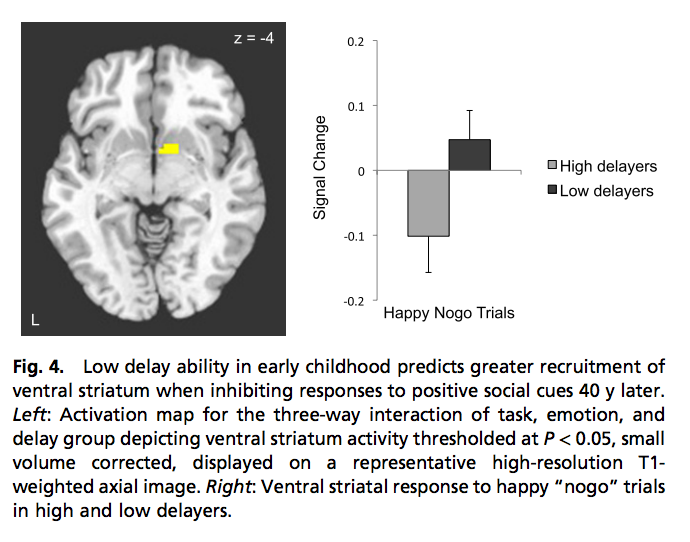 z = -4
L
0.2
0.1
0
-0.1
-0.2
Signal Change
Happy Nogo Trials
High delayers
Low delayers
Fig. 4. Low delay ability in early childhood predicts greater recruitment of
ventral striatum when inhibiting responses to positive social cues 40 y later.
Left: Activation map for the three-way interaction of task, emotion, and
delay group depicting ventral striatum activity thresholded at P < 0.05, small
volume corrected, displayed on a representative high-resolution T1-
weighted axial image. Right: Ventral striatal response to happy “nogo” trials
in high and low delayers.